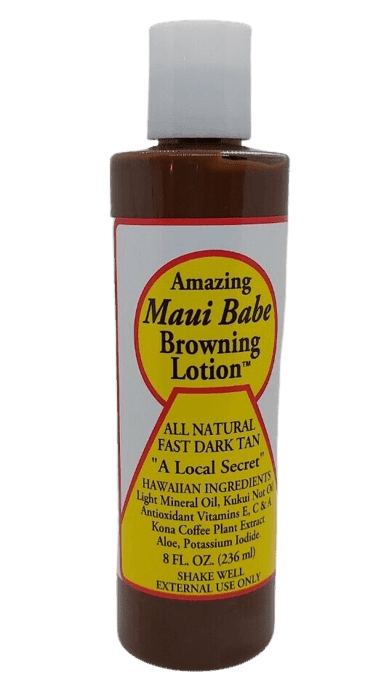 Amazing
Maui Babe
Browning
Lotion™
ALL NATURAL
FAST DARK TAN
"A Local Secret"
HAWAIIAN INGREDIENTS
Light Mineral Oil, Kukui Nut Oil
Antioxidant Vitamins E, C & A
Kona Coffee Plant Extract
Aloe, Potassium Iodide
8 FL. OZ. (236 ml)
SHAKE WELL
EXTERNAL USE ONLY